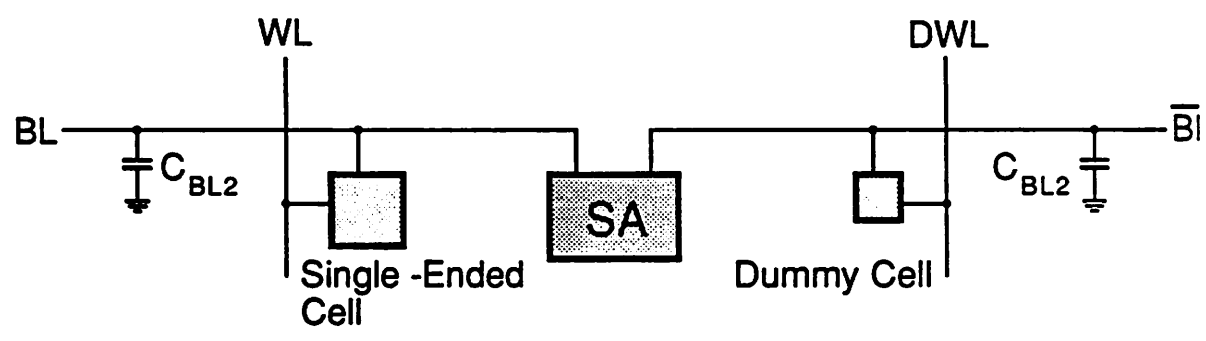 WL
DWL
BL
BI
C_BL2
C_BL2
SA
Single -Ended
Cell
Dummy Cell